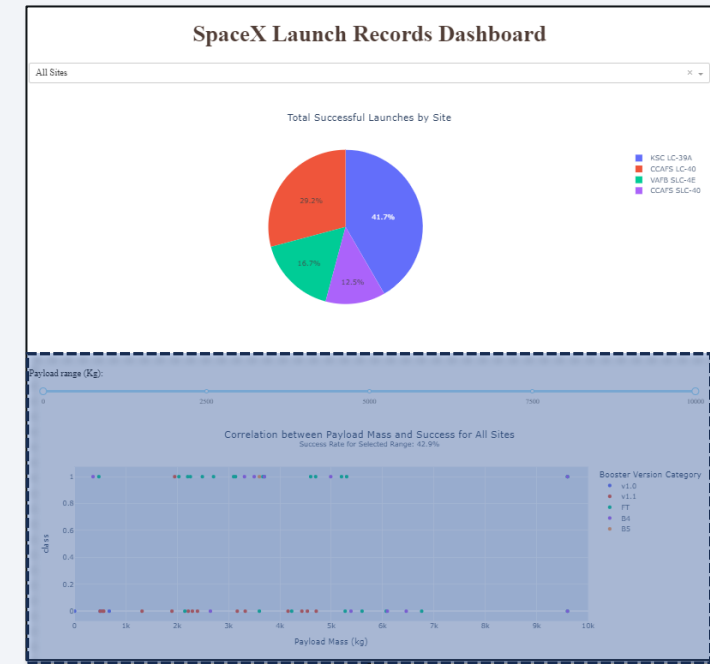 SpaceX Launch Records Dashboard
All Sites
Total Successful Launches by Site
KSC LC-39A
CCAFS LC-40
VAFB SLC-4E
CCAFS SLC-40
41.7%
29.2%
16.7%
12.5%
Payload range (Kg):
0 2500 5000 7500 10000
Correlation between Payload Mass and Success for All Sites
Success Rate for Selected Range: 42.9%
Booster Version Category
v1.0
v1.1
FT
B4
B5
class
1
0.8
0.6
0.4
0.2
0
0 1k 2k 3k 4k 5k 6k 7k 8k 9k 10k
Payload Mass (kg)